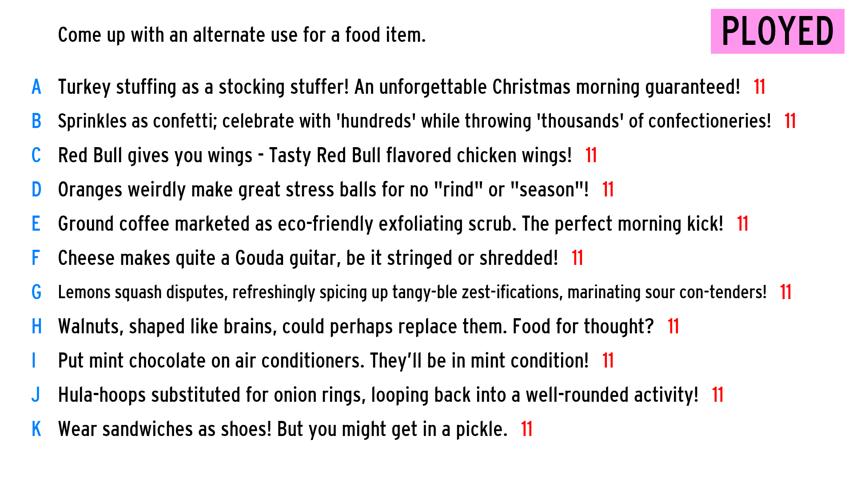 Come up with an alternate use for a food item.
PLOYED
A Turkey stuffing as a stocking stuffer! An unforgettable Christmas morning guaranteed! 11
B Sprinkles as confetti; celebrate with 'hundreds' while throwing 'thousands' of confectioneries! 11
C Red Bull gives you wings - Tasty Red Bull flavored chicken wings! 11
D Oranges weirdly make great stress balls for no "rind" or "season"! 11
E Ground coffee marketed as eco-friendly exfoliating scrub. The perfect morning kick! 11
F Cheese makes quite a Gouda guitar, be it stringed or shredded! 11
G Lemons squash disputes, refreshingly spicing up tangy-ble zest-ifications, marinating sour con-tenders! 11
H Walnuts, shaped like brains, could perhaps replace them. Food for thought? 11
I Put mint chocolate on air conditioners. They’ll be in mint condition! 11
J Hula-hoops substituted for onion rings, looping back into a well-rounded activity! 11
K Wear sandwiches as shoes! But you might get in a pickle. 11